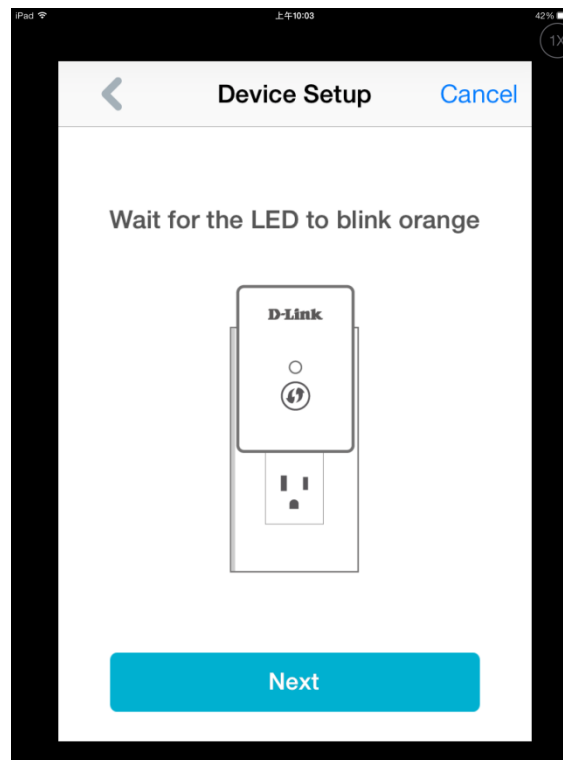 iPad 上午10:03 42%
1X
Device Setup Cancel
Wait for the LED to blink orange
D-Link
Next